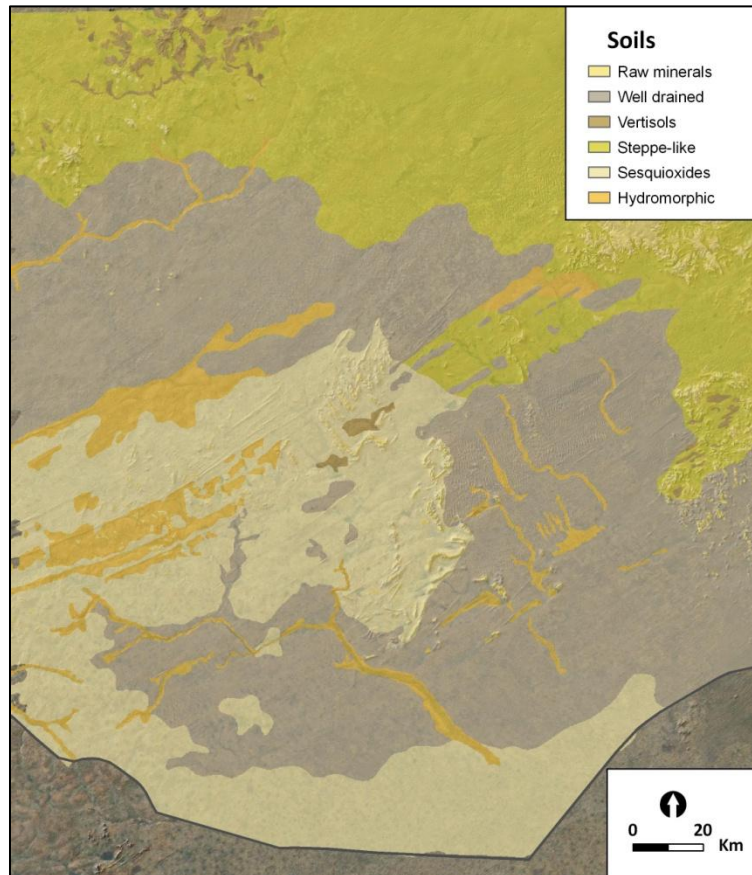 Soils
Raw minerals
Well drained
Vertisols
Steppe-like
Sesquioxides
Hydromorphic
0 20
Km